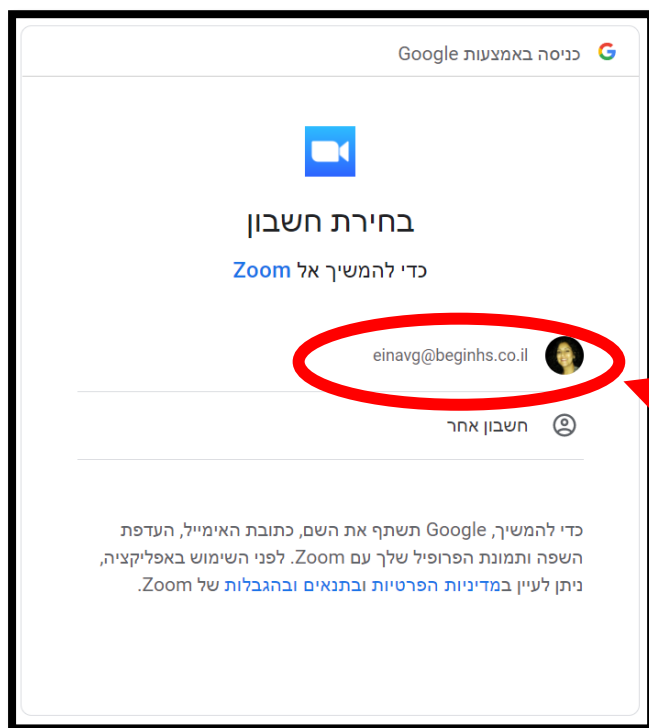 כניסה באמצעות Google
בחירת חשבון
כדי להמשיך אל Zoom
einavg@beginhs.co.il
חשבון אחר
כדי להמשיך, Google תשתף את השם, כתובת האימייל, העדפת
השפה ותמונת הפרופיל שלך עם Zoom. לפני השימוש באפליקציה,
ניתן לעיין במדיניות הפרטיות ובתנאים ובהגבלות של Zoom.